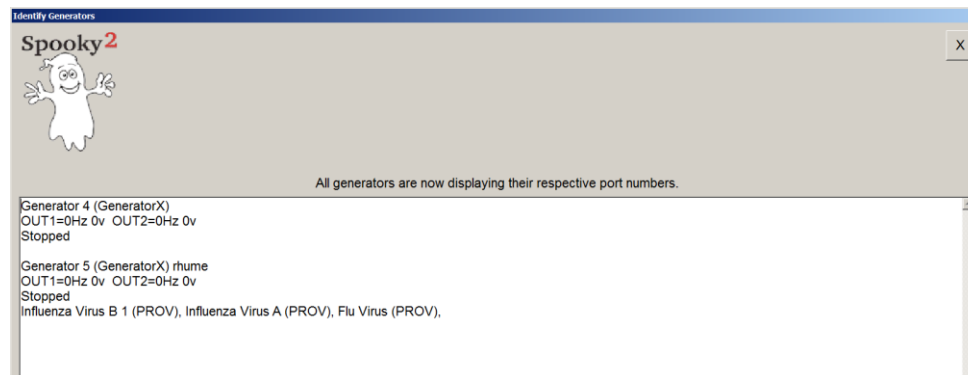 Identify Generators
Spooky2
X
All generators are now displaying their respective port numbers.
Generator 4 (GeneratorX)
OUT1=0Hz 0v OUT2=0Hz 0v
Stopped
Generator 5 (GeneratorX) rhume
OUT1=0Hz 0v OUT2=0Hz 0v
Stopped
Influenza Virus B 1 (PROV), Influenza Virus A (PROV), Flu Virus (PROV),